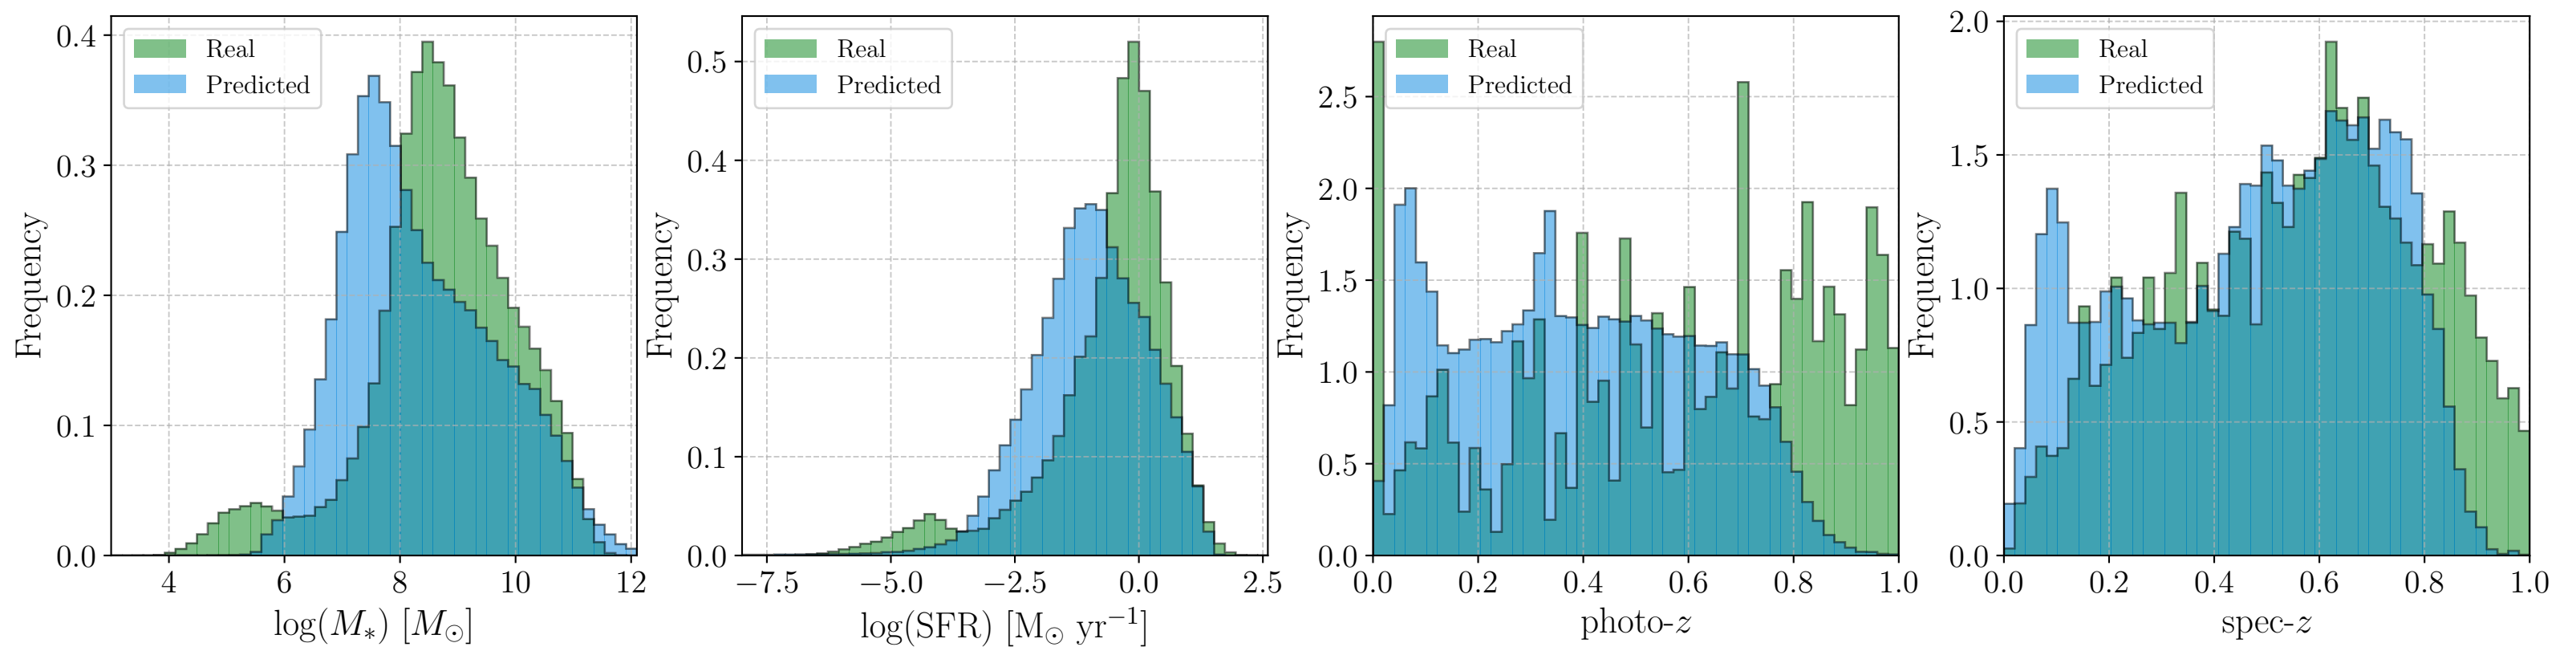 Frequency
0.4
0.3
0.2
0.1
0.0
Real
Predicted
4 6 8 10 12
log(M∗) [M⊙]
Frequency
0.5
0.4
0.3
0.2
0.1
0.0
Real
Predicted
−7.5 −5.0 −2.5 0.0 2.5
log(SFR) [M⊙ yr⁻¹]
Frequency
2.5
2.0
1.5
1.0
0.5
0.0
Real
Predicted
0.0 0.2 0.4 0.6 0.8 1.0
photo-z
Frequency
2.0
1.5
1.0
0.5
0.0
Real
Predicted
0.0 0.2 0.4 0.6 0.8 1.0
spec-z